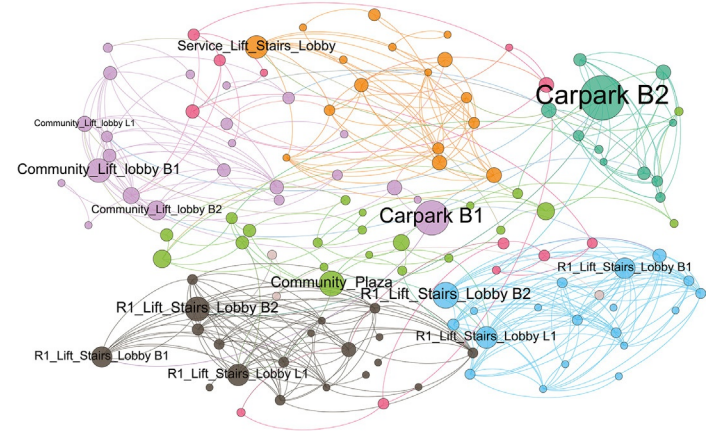 Service_Lift_Stairs_Lobby
Carpark B2
Community_Lift_lobby L1
Community_Lift_lobby B1
Community_Lift_lobby B2
Carpark B1
R1_Lift_Stairs_Lobby B1
Community_Plaza
R1_Lift_Stairs_Lobby B2
R1_Lift_Stairs_Lobby B2
R1_Lift_Stairs_Lobby L1
R1_Lift_Stairs_Lobby B1
R1_Lift_Stairs_Lobby L1